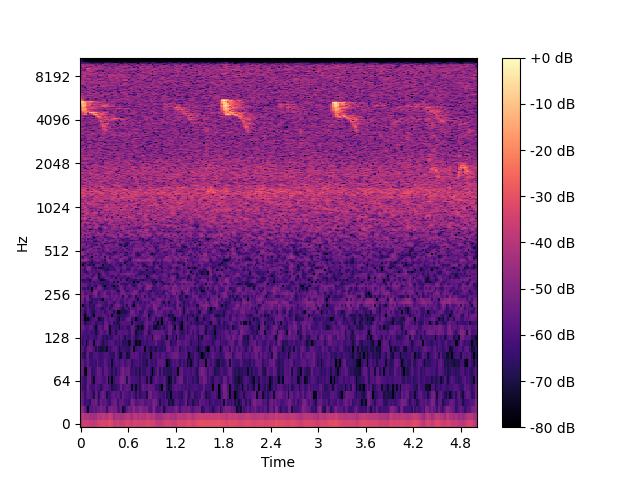 8192
4096
2048
1024
512
256
128
64
0
Hz
0 0.6 1.2 1.8 2.4 3 3.6 4.2 4.8
Time
+0 dB
-10 dB
-20 dB
-30 dB
-40 dB
-50 dB
-60 dB
-70 dB
-80 dB